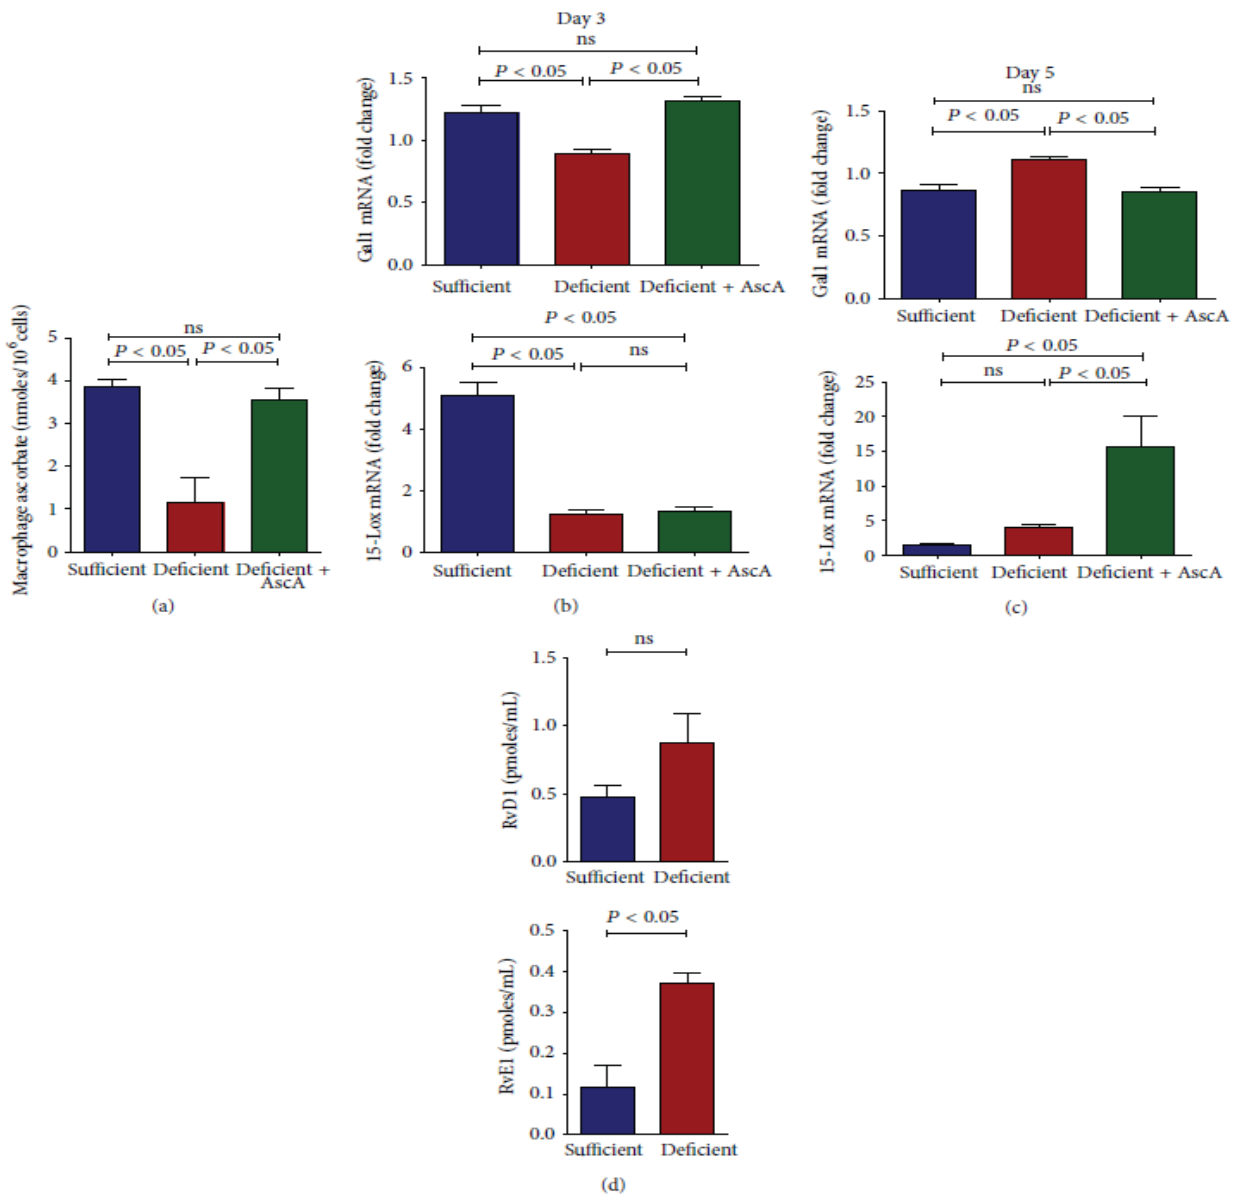 Day 3
ns
P < 0.05 P < 0.05
Gal1 mRNA (fold change)
1.5
1.0
0.5
0.0
Sufficient Deficient Deficient + AscA
Day 5
ns
P < 0.05 P < 0.05
Gal1 mRNA (fold change)
1.5
1.0
0.5
0.0
Sufficient Deficient Deficient + AscA
ns
P < 0.05 P < 0.05
Macrophage ascorbate (nmoles/10^6 cells)
5
4
3
2
1
0
Sufficient Deficient Deficient +
AscA
(a)
P < 0.05
P < 0.05 ns
15-Lox mRNA (fold change)
6
4
2
0
Sufficient Deficient Deficient + AscA
(b)
P < 0.05
ns P < 0.05
15-Lox mRNA (fold change)
25
20
15
10
5
0
Sufficient Deficient Deficient + AscA
(c)
ns
RvD1 (pmoles/mL)
1.5
1.0
0.5
0.0
Sufficient Deficient
P < 0.05
RvE1 (pmoles/mL)
0.5
0.4
0.3
0.2
0.1
0.0
Sufficient Deficient
(d)